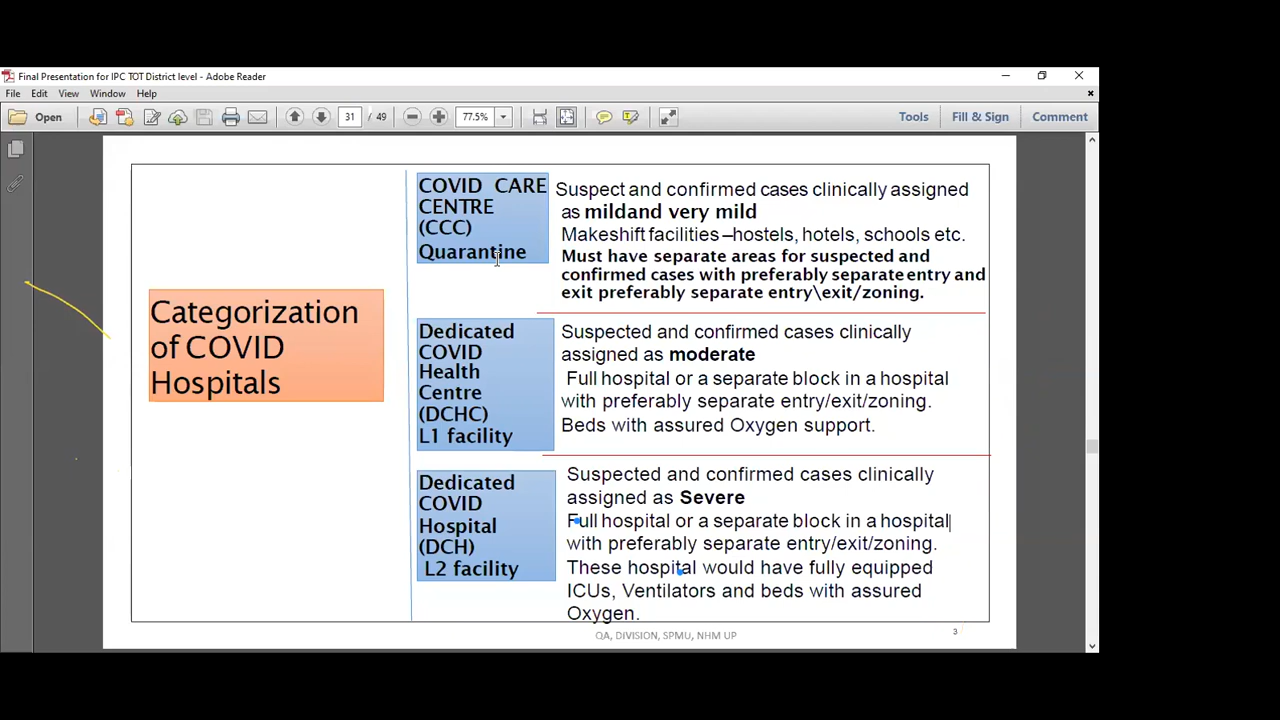 Final Presentation for IPC TOT District level - Adobe Reader
File Edit View Window Help
Open 31 / 49 77.5% Tools Fill & Sign Comment
Categorization
of COVID
Hospitals
COVID CARE
CENTRE
(CCC)
Quarantine
Suspect and confirmed cases clinically assigned
as mildand very mild
Makeshift facilities –hostels, hotels, schools etc.
Must have separate areas for suspected and
confirmed cases with preferably separate entry and
exit preferably separate entry\exit/zoning.
Dedicated
COVID
Health
Centre
(DCHC)
L1 facility
Suspected and confirmed cases clinically
assigned as moderate
Full hospital or a separate block in a hospital
with preferably separate entry/exit/zoning.
Beds with assured Oxygen support.
Dedicated
COVID
Hospital
(DCH)
L2 facility
Suspected and confirmed cases clinically
assigned as Severe
Full hospital or a separate block in a hospital
with preferably separate entry/exit/zoning.
These hospital would have fully equipped
ICUs, Ventilators and beds with assured
Oxygen.
QA, DIVISION, SPMU, NHM UP
3